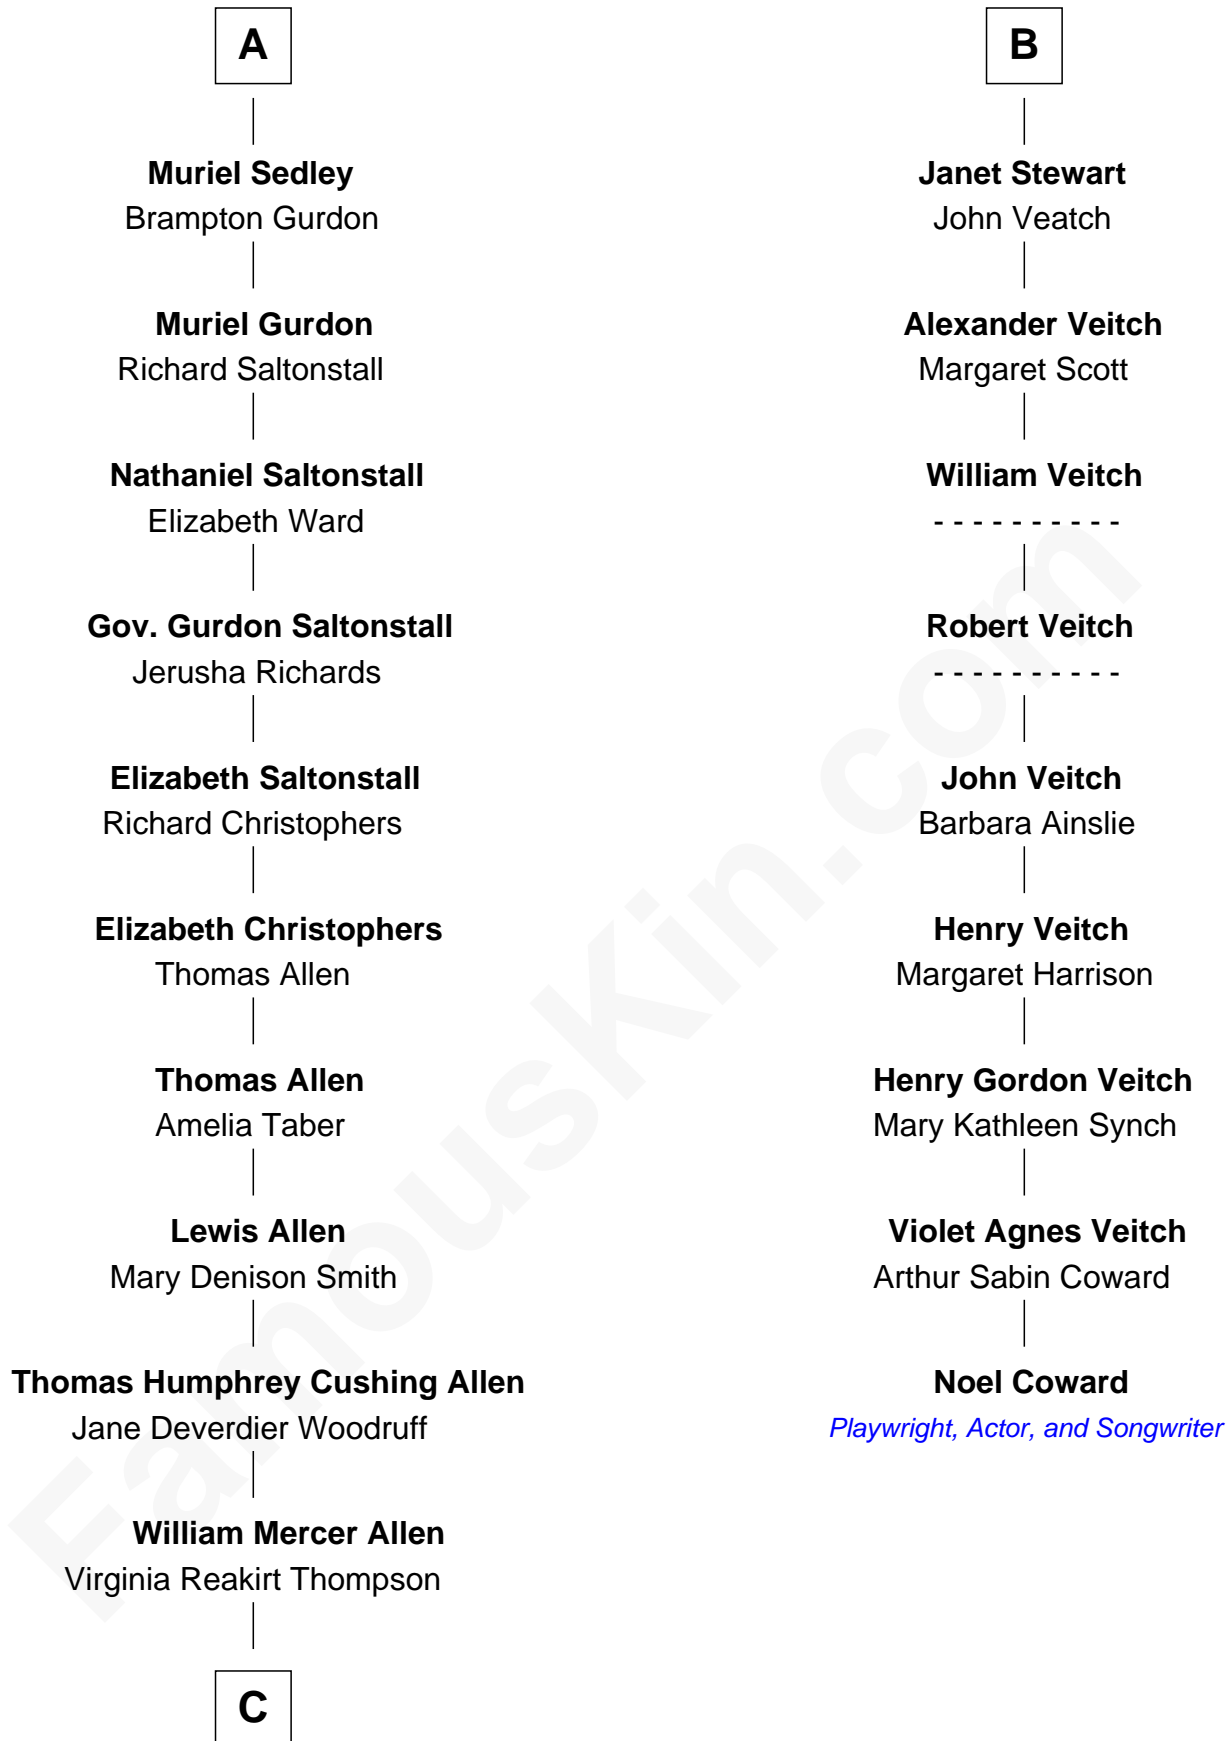 A
Muriel Sedley
Brampton Gurdon
Muriel Gurdon
Richard Saltonstall
Nathaniel Saltonstall
Elizabeth Ward
Gov. Gurdon Saltonstall
Jerusha Richards
Elizabeth Saltonstall
Richard Christophers
Elizabeth Christophers
Thomas Allen
Thomas Allen
Amelia Taber
Lewis Allen
Mary Denison Smith
Thomas Humphrey Cushing Allen
Jane Deverdier Woodruff
William Mercer Allen
Virginia Reakirt Thompson
C
B
Janet Stewart
John Veatch
Alexander Veitch
Margaret Scott
William Veitch
- - - - - - - - - -
Robert Veitch
- - - - - - - - - -
John Veitch
Barbara Ainslie
Henry Veitch
Margaret Harrison
Henry Gordon Veitch
Mary Kathleen Synch
Violet Agnes Veitch
Arthur Sabin Coward
Noel Coward
Playwright, Actor, and Songwriter
FamousKin.com